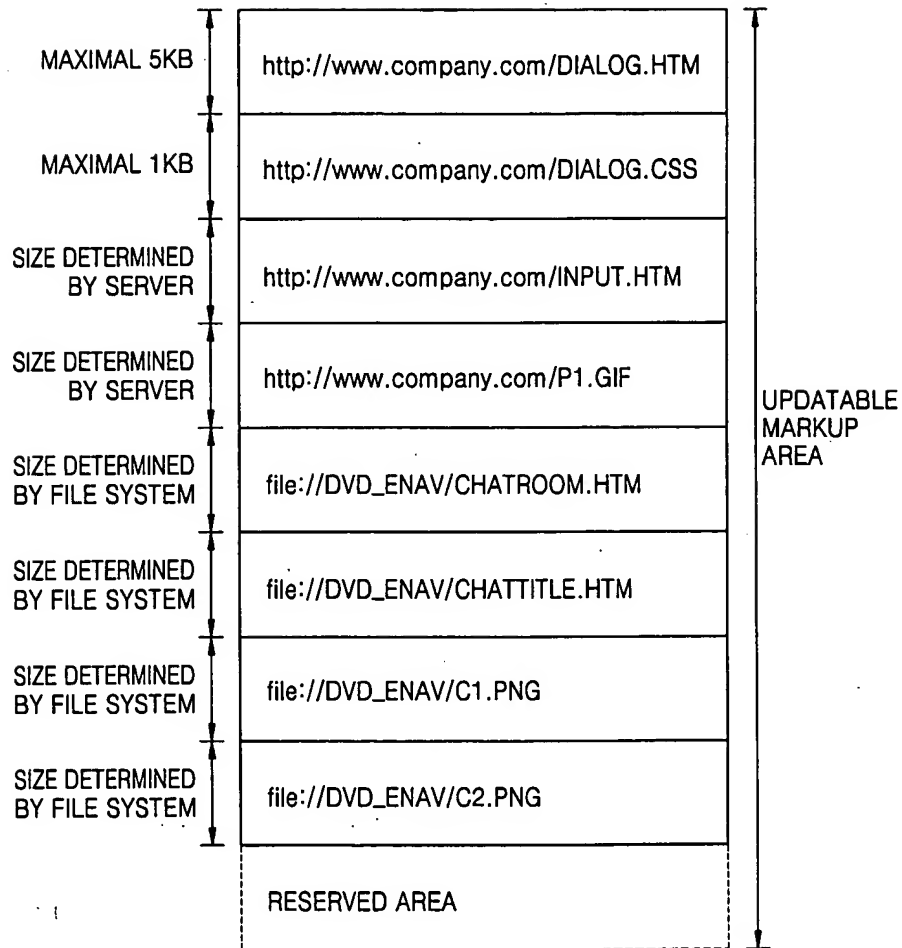 MAXIMAL 5KB
http://www.company.com/DIALOG.HTM
MAXIMAL 1KB
http://www.company.com/DIALOG.CSS
SIZE DETERMINED
BY SERVER
http://www.company.com/INPUT.HTM
SIZE DETERMINED
BY SERVER
http://www.company.com/P1.GIF
UPDATABLE
MARKUP
AREA
SIZE DETERMINED
BY FILE SYSTEM
file://DVD_ENAV/CHATROOM.HTM
SIZE DETERMINED
BY FILE SYSTEM
file://DVD_ENAV/CHATTITLE.HTM
SIZE DETERMINED
BY FILE SYSTEM
file://DVD_ENAV/C1.PNG
SIZE DETERMINED
BY FILE SYSTEM
file://DVD_ENAV/C2.PNG
RESERVED AREA